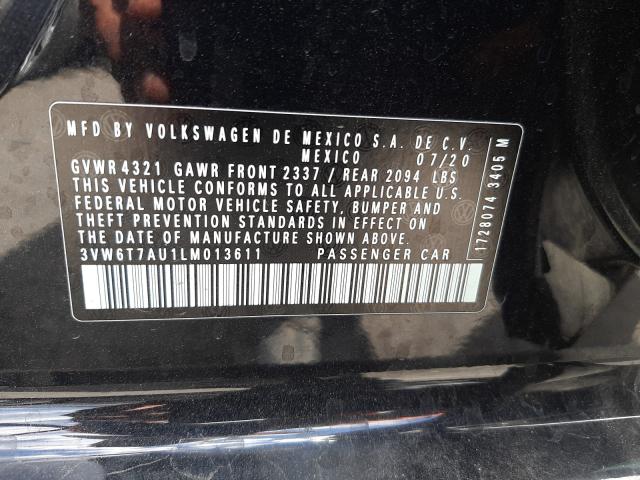 MFD BY VOLKSWAGEN DE MEXICO S.A. DE C.V.
MEXICO 07/20
GVWR 4321 GAWR FRONT 2337 / REAR 2094 LBS
THIS VEHICLE CONFORMS TO ALL APPLICABLE U.S.
FEDERAL MOTOR VEHICLE SAFETY, BUMPER AND
THEFT PREVENTION STANDARDS IN EFFECT ON
THE DATE OF MANUFACTURE SHOWN ABOVE.
3VW6T7AU1LM013611 PASSENGER CAR
1728074 3405 M